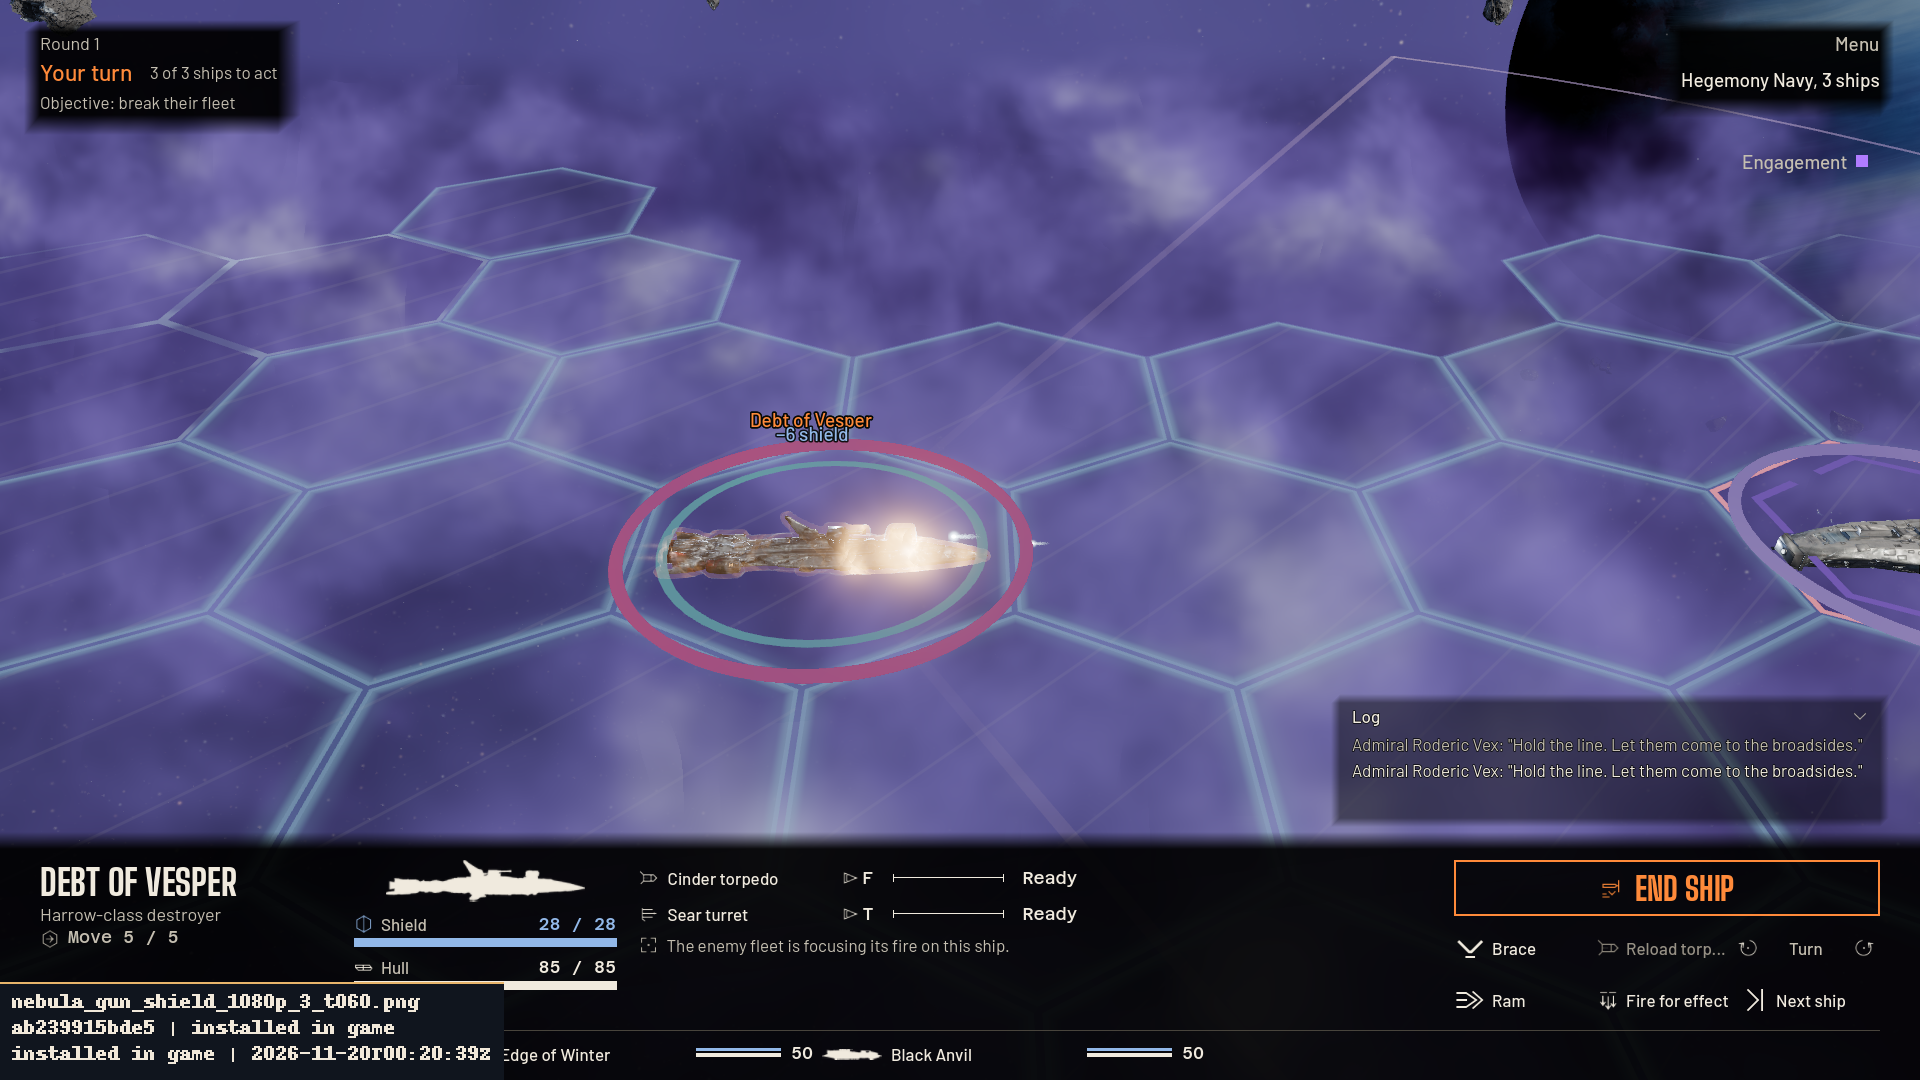 Round 1
Your turn 3 of 3 ships to act
Objective: break their fleet
Menu
Hegemony Navy, 3 ships
Engagement
Debt of Vesper
-6 shield
Log
Admiral Roderic Vex: "Hold the line. Let them come to the broadsides."
Admiral Roderic Vex: "Hold the line. Let them come to the broadsides."
DEBT OF VESPER
Harrow-class destroyer
Move 5 / 5
Shield 28 / 28
Hull 85 / 85
Cinder torpedo F Ready
Sear turret T Ready
The enemy fleet is focusing its fire on this ship.
END SHIP
Brace Reload torp... Turn
Ram Fire for effect Next ship
nebula_gun_shield_1080p_3_t060.png
ab239915bde5 | installed in game
installed in game | 2026-11-20T00:20:39Z
Edge of Winter 50 Black Anvil 50